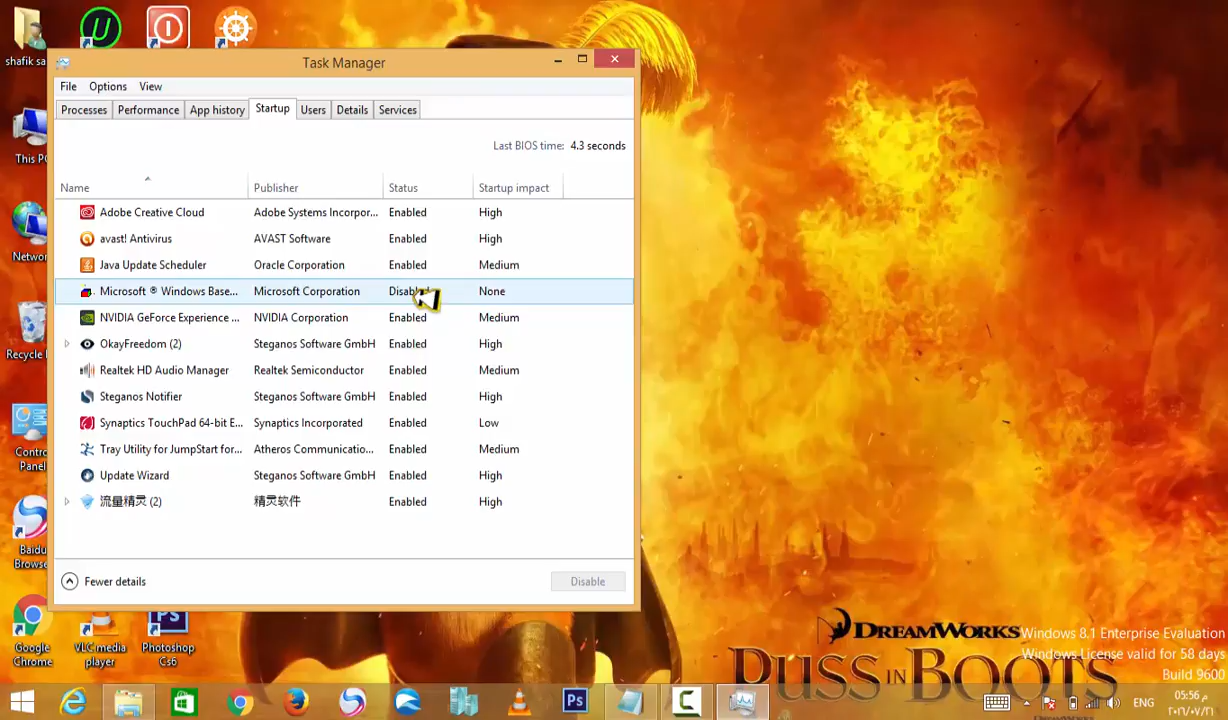 shafik sa
Task Manager
File Options View
This PC
Processes Performance App history Startup Users Details Services
Last BIOS time: 4.3 seconds
Name Publisher Status Startup impact
Adobe Creative Cloud Adobe Systems Incorpor... Enabled High
avast! Antivirus AVAST Software Enabled High
Networ
Java Update Scheduler Oracle Corporation Enabled Medium
Microsoft ® Windows Base... Microsoft Corporation Disabled None
NVIDIA GeForce Experience ... NVIDIA Corporation Enabled Medium
OkayFreedom (2) Steganos Software GmbH Enabled High
Recycle
Realtek HD Audio Manager Realtek Semiconductor Enabled Medium
Steganos Notifier Steganos Software GmbH Enabled High
Synaptics TouchPad 64-bit E... Synaptics Incorporated Enabled Low
Tray Utility for JumpStart for... Atheros Communicatio... Enabled Medium
Contro
Panel
Update Wizard Steganos Software GmbH Enabled High
流量精灵 (2) 精灵软件 Enabled High
Baidu
Browse
Fewer details Disable
Google
Chrome
VLC media
player
Ps
Photoshop
Cs6
DREAMWORKS
PUSS IN BOOTS
Windows 8.1 Enterprise Evaluation
Windows License valid for 58 days
Build 9600
Ps
ENG
05:56 م
٢٠١٦/٠٧/٢١